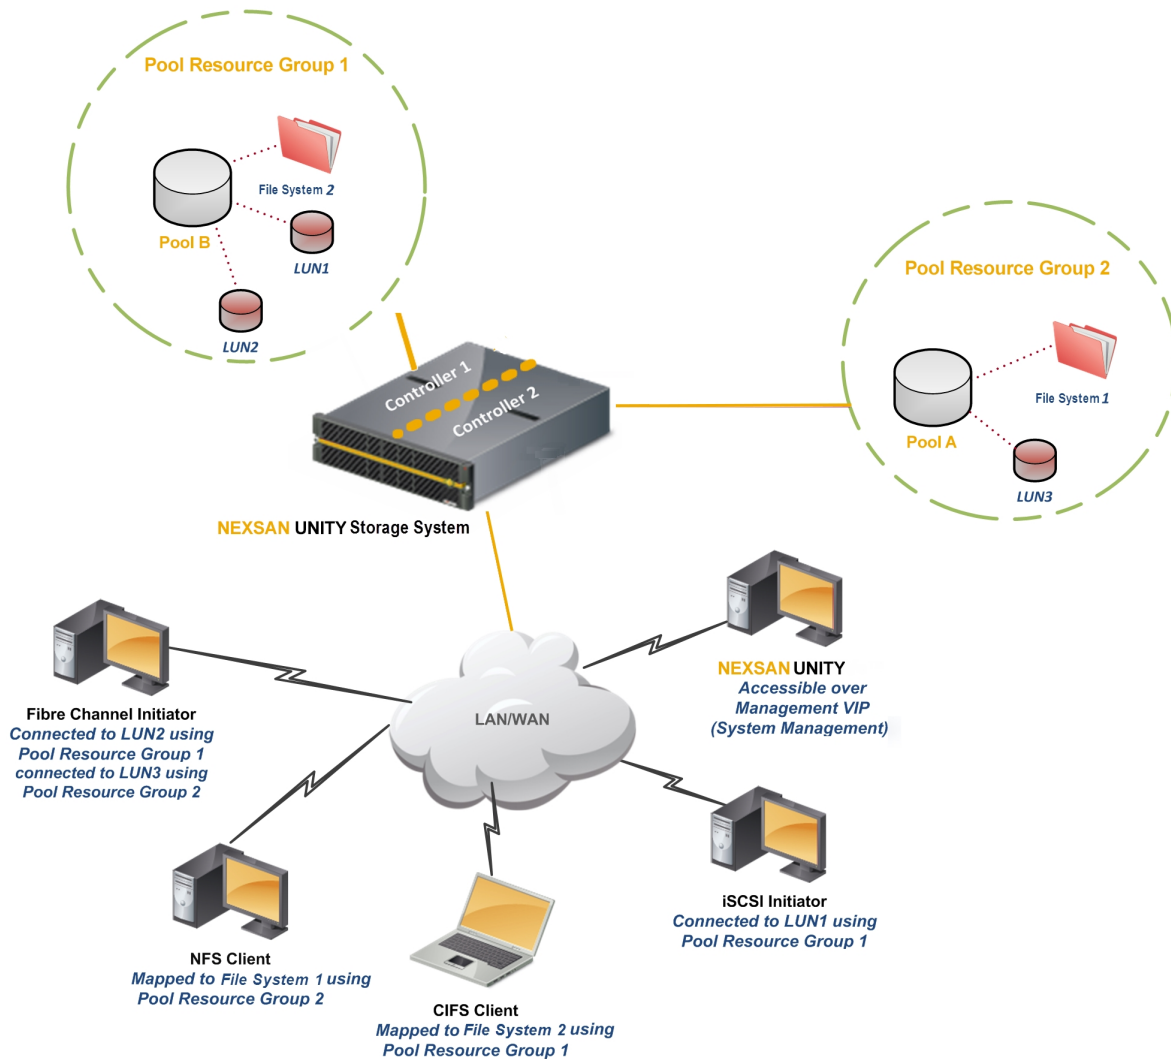 Pool Resource Group 1
File System 2
Pool B
LUN1
LUN2
Pool Resource Group 2
File System 1
Pool A
LUN3
Controller 1
Controller 2
NEXSAN UNITY Storage System
LAN/WAN
NEXSAN UNITY
Accessible over
Management VIP
(System Management)
Fibre Channel Initiator
Connected to LUN2 using
Pool Resource Group 1
connected to LUN3 using
Pool Resource Group 2
iSCSI Initiator
Connected to LUN1 using
Pool Resource Group 1
NFS Client
Mapped to File System 1 using
Pool Resource Group 2
CIFS Client
Mapped to File System 2 using
Pool Resource Group 1